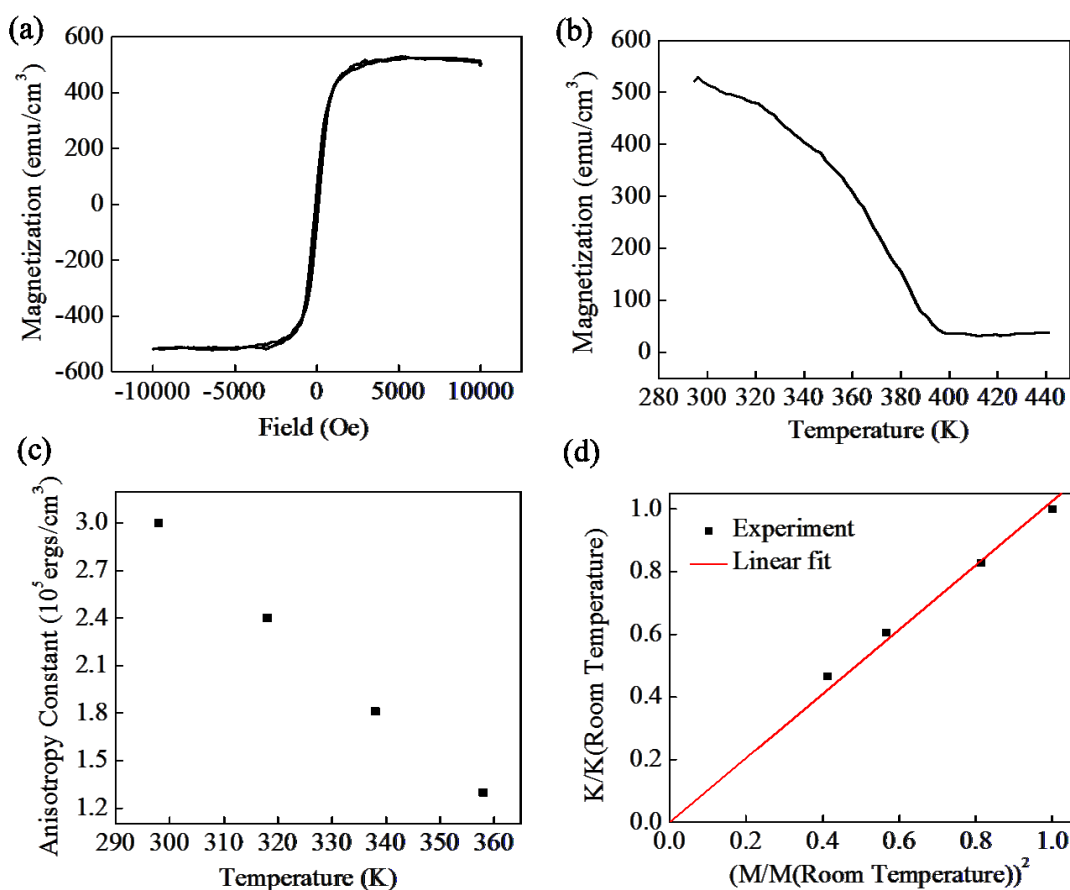 (a)
600
400
200
0
-200
-400
-600
Magnetization (emu/cm³)
-10000 -5000 0 5000 10000
Field (Oe)
(b)
600
500
400
300
200
100
0
Magnetization (emu/cm³)
280 300 320 340 360 380 400 420 440
Temperature (K)
(c)
3.0
2.7
2.4
2.1
1.8
1.5
1.2
Anisotropy Constant (10⁵ ergs/cm³)
290 300 310 320 330 340 350 360
Temperature (K)
(d)
1.0
0.8
0.6
0.4
0.2
0.0
K/K(Room Temperature)
Experiment
Linear fit
0.0 0.2 0.4 0.6 0.8 1.0
(M/M(Room Temperature))²